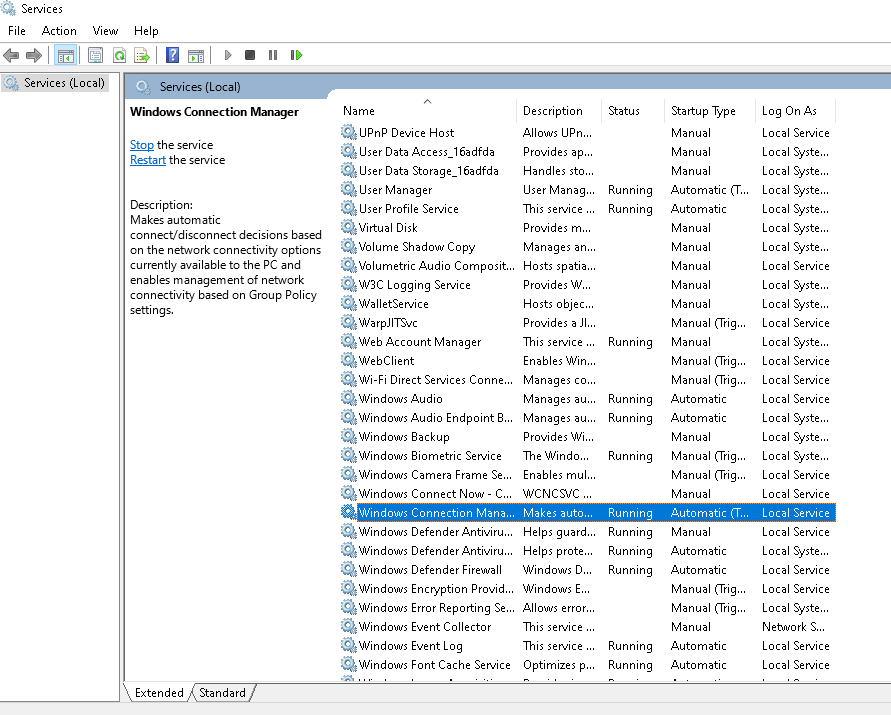 Services
File Action View Help
Services (Local)
Services (Local)
Windows Connection Manager
Stop the service
Restart the service
Description:
Makes automatic
connect/disconnect decisions based
on the network connectivity options
currently available to the PC and
enables management of network
connectivity based on Group Policy
settings.
Name Description Status Startup Type Log On As
UPnP Device Host Allows UPn... Manual Local Service
User Data Access_16adfda Provides ap... Manual Local Syste...
User Data Storage_16adfda Handles sto... Manual Local Syste...
User Manager User Manag... Running Automatic (T... Local Syste...
User Profile Service This service ... Running Automatic Local Syste...
Virtual Disk Provides m... Manual Local Syste...
Volume Shadow Copy Manages an... Manual Local Syste...
Volumetric Audio Composit... Hosts spatia... Manual Local Service
W3C Logging Service Provides W... Manual Local Syste...
WalletService Hosts objec... Manual Local Syste...
WarpJITSvc Provides a JI... Manual (Trig... Local Service
Web Account Manager This service ... Running Manual Local Syste...
WebClient Enables Win... Manual (Trig... Local Service
Wi-Fi Direct Services Conne... Manages co... Manual (Trig... Local Service
Windows Audio Manages au... Running Automatic Local Service
Windows Audio Endpoint B... Manages au... Running Automatic Local Syste...
Windows Backup Provides Wi... Manual Local Syste...
Windows Biometric Service The Windo... Running Manual (Trig... Local Syste...
Windows Camera Frame Se... Enables mul... Manual (Trig... Local Service
Windows Connect Now - C... WCNCSVC ... Manual Local Service
Windows Connection Mana... Makes auto... Running Automatic (T... Local Service
Windows Defender Antiviru... Helps guard... Running Manual Local Service
Windows Defender Antiviru... Helps prote... Running Automatic Local Syste...
Windows Defender Firewall Windows D... Running Automatic Local Service
Windows Encryption Provid... Windows E... Manual (Trig... Local Service
Windows Error Reporting Se... Allows error... Manual (Trig... Local Syste...
Windows Event Collector This service ... Manual Network S...
Windows Event Log This service ... Running Automatic Local Service
Windows Font Cache Service Optimizes p... Running Automatic Local Service
Extended Standard